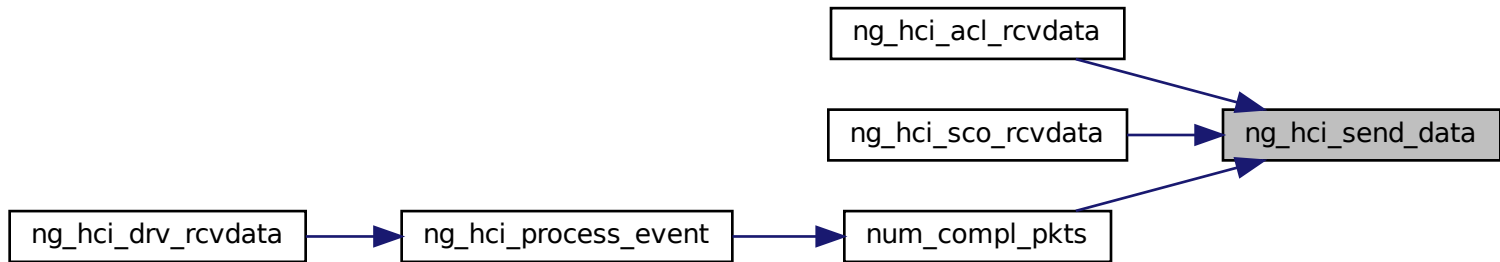 ng_hci_acl_rcvdata
ng_hci_sco_rcvdata
ng_hci_send_data
ng_hci_drv_rcvdata
ng_hci_process_event
num_compl_pkts